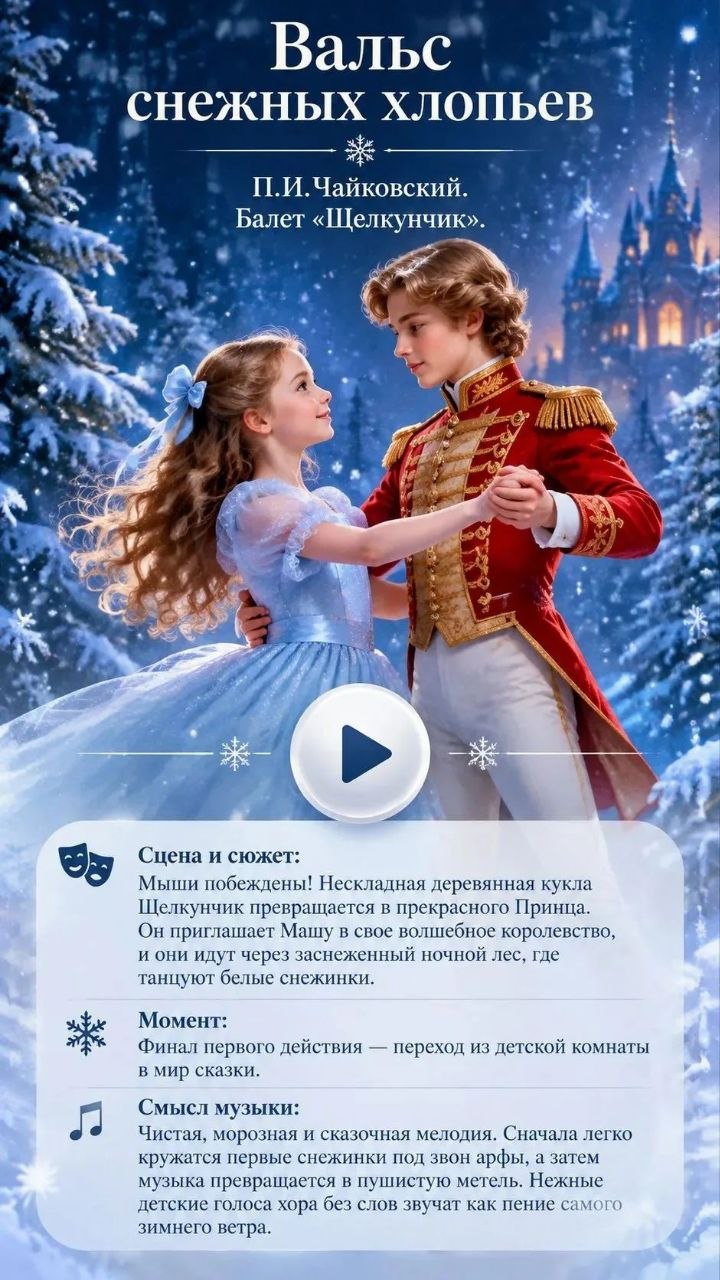 Вальс
снежных хлопьев
П.И.Чайковский.
Балет «Щелкунчик».
Сцена и сюжет:
Мыши побеждены! Нескладная деревянная кукла
Щелкунчик превращается в прекрасного Принца.
Он приглашает Машу в свое волшебное королевство,
и они идут через заснеженный ночной лес, где
танцуют белые снежинки.
Момент:
Финал первого действия — переход из детской комнаты
в мир сказки.
Смысл музыки:
Чистая, морозная и сказочная мелодия. Сначала легко
кружатся первые снежинки под звон арфы, а затем
музыка превращается в пушистую метель. Нежные
детские голоса хора без слов звучат как пение самого
зимнего ветра.